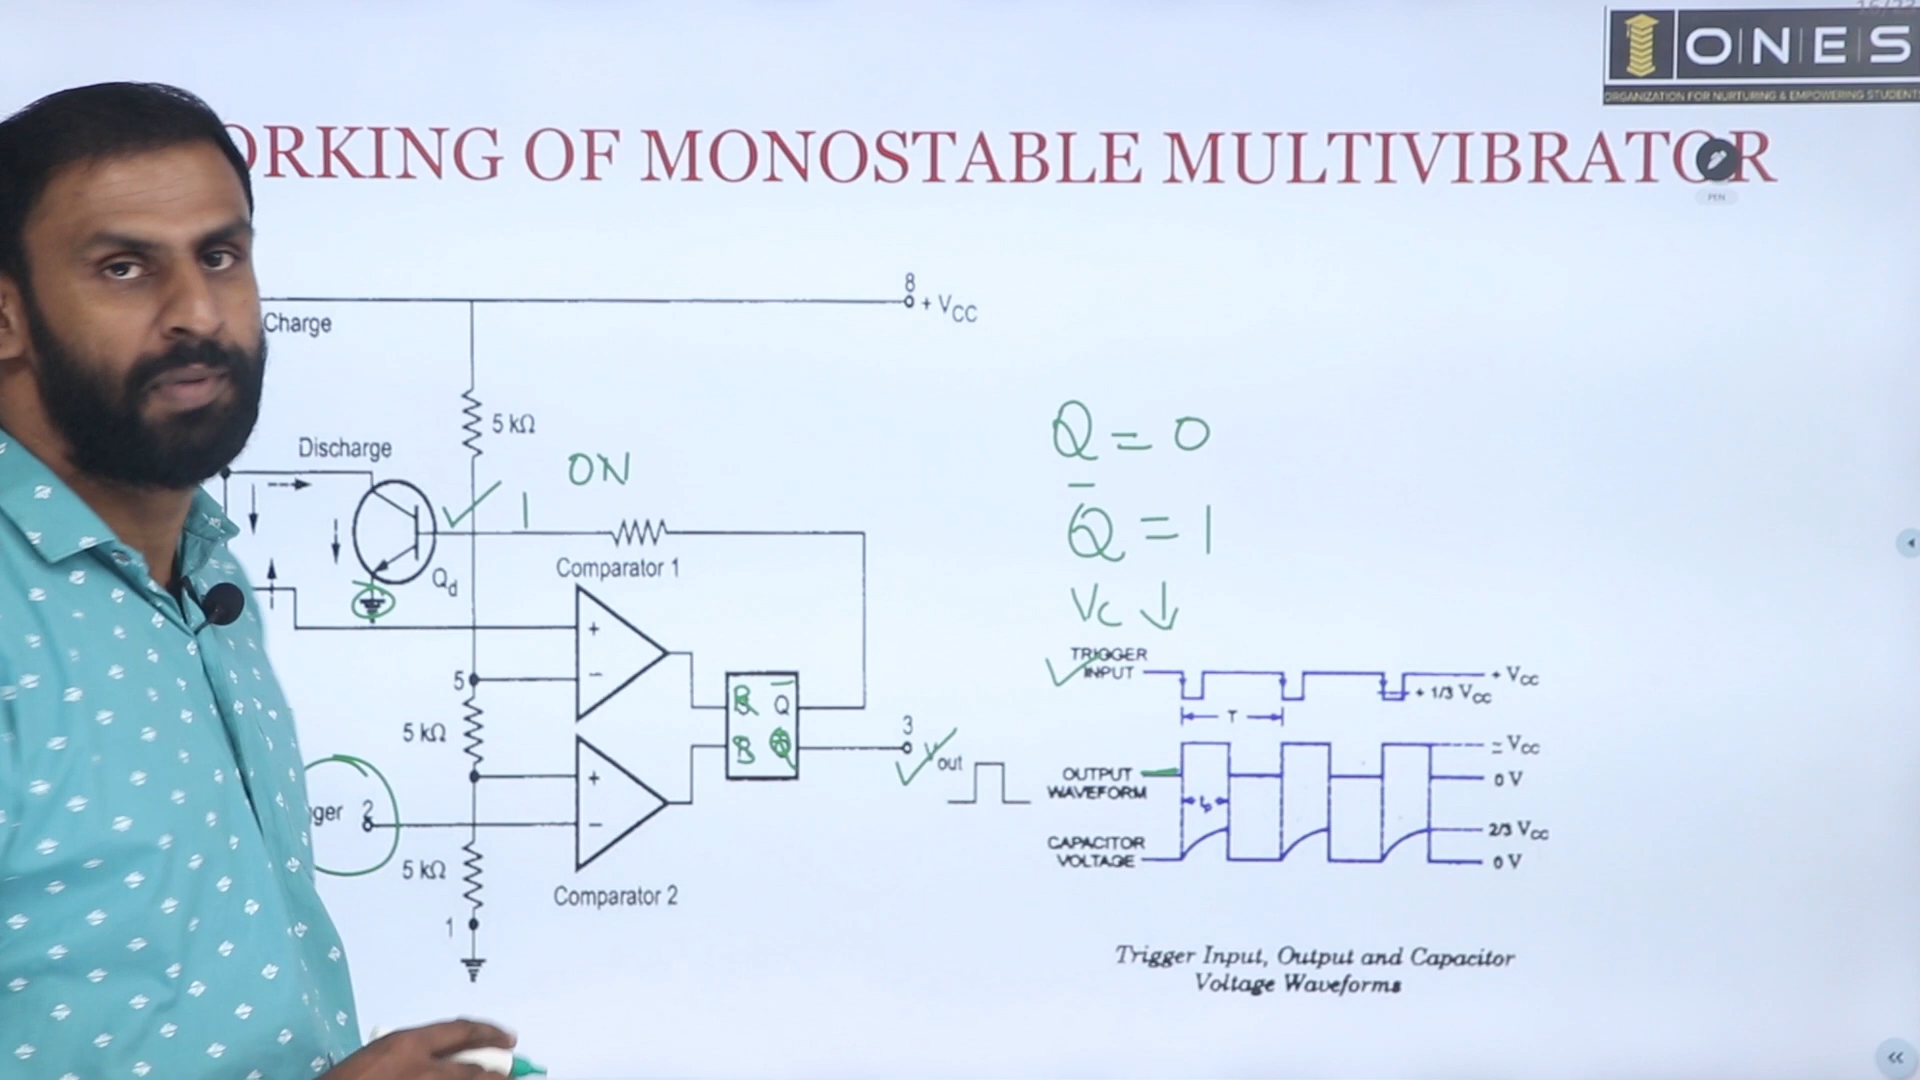 ONES
ORGANIZATION FOR NURTURING & EMPOWERING STUDENT
ORKING OF MONOSTABLE MULTIVIBRATOR
PEN
8
+ VCC
Charge
5 kΩ
Discharge
ON
1
Q = 0
Q̅ = 1
Qd
Comparator 1
VC ↓
+
−
5
TRIGGER
INPUT
+ VCC
+ 1/3 VCC
T
R Q̅
5 kΩ
3
Vout
+
≃ VCC
OUTPUT
WAVEFORM
0 V
ger 2
−
tp
2/3 VCC
CAPACITOR
VOLTAGE
0 V
5 kΩ
Comparator 2
1
Trigger Input, Output and Capacitor
Voltage Waveforms